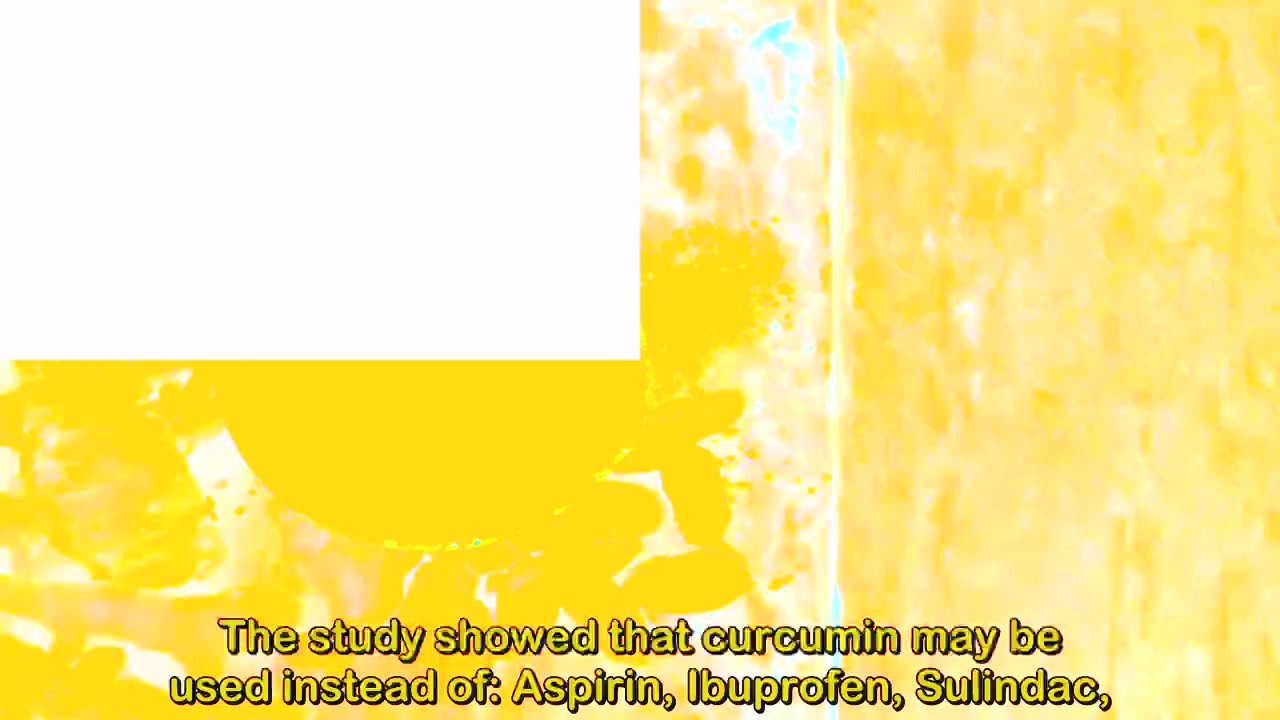 The study showed that curcumin may be
used instead of: Aspirin, Ibuprofen, Sulindac,